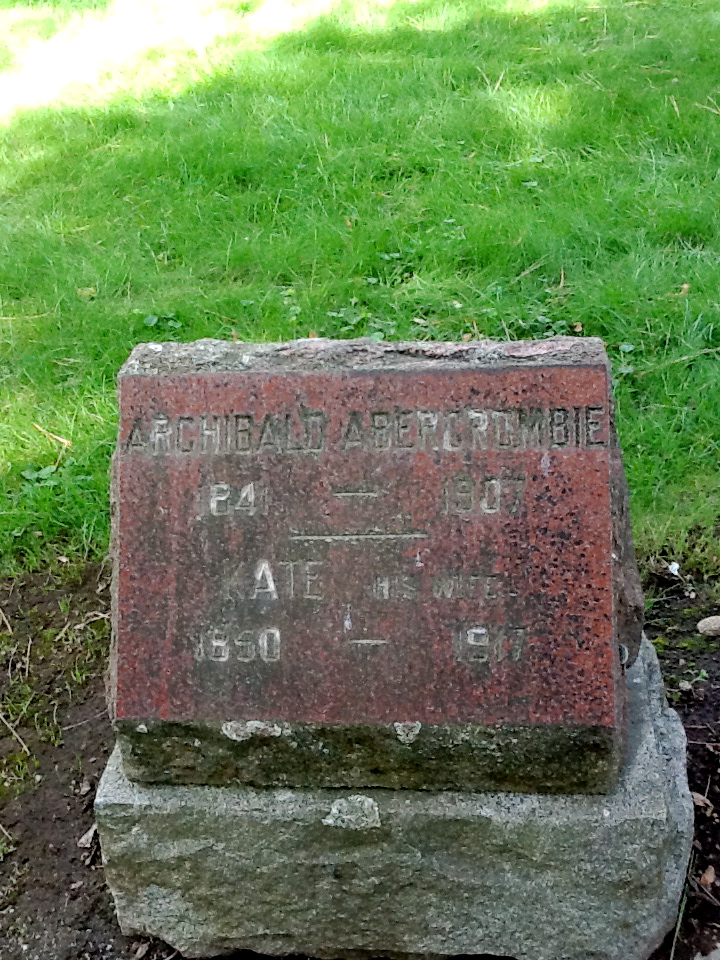 ARCHIBALD ABERCROMBIE
1841 — 1907
KATE HIS WIFE
1850 — 1917